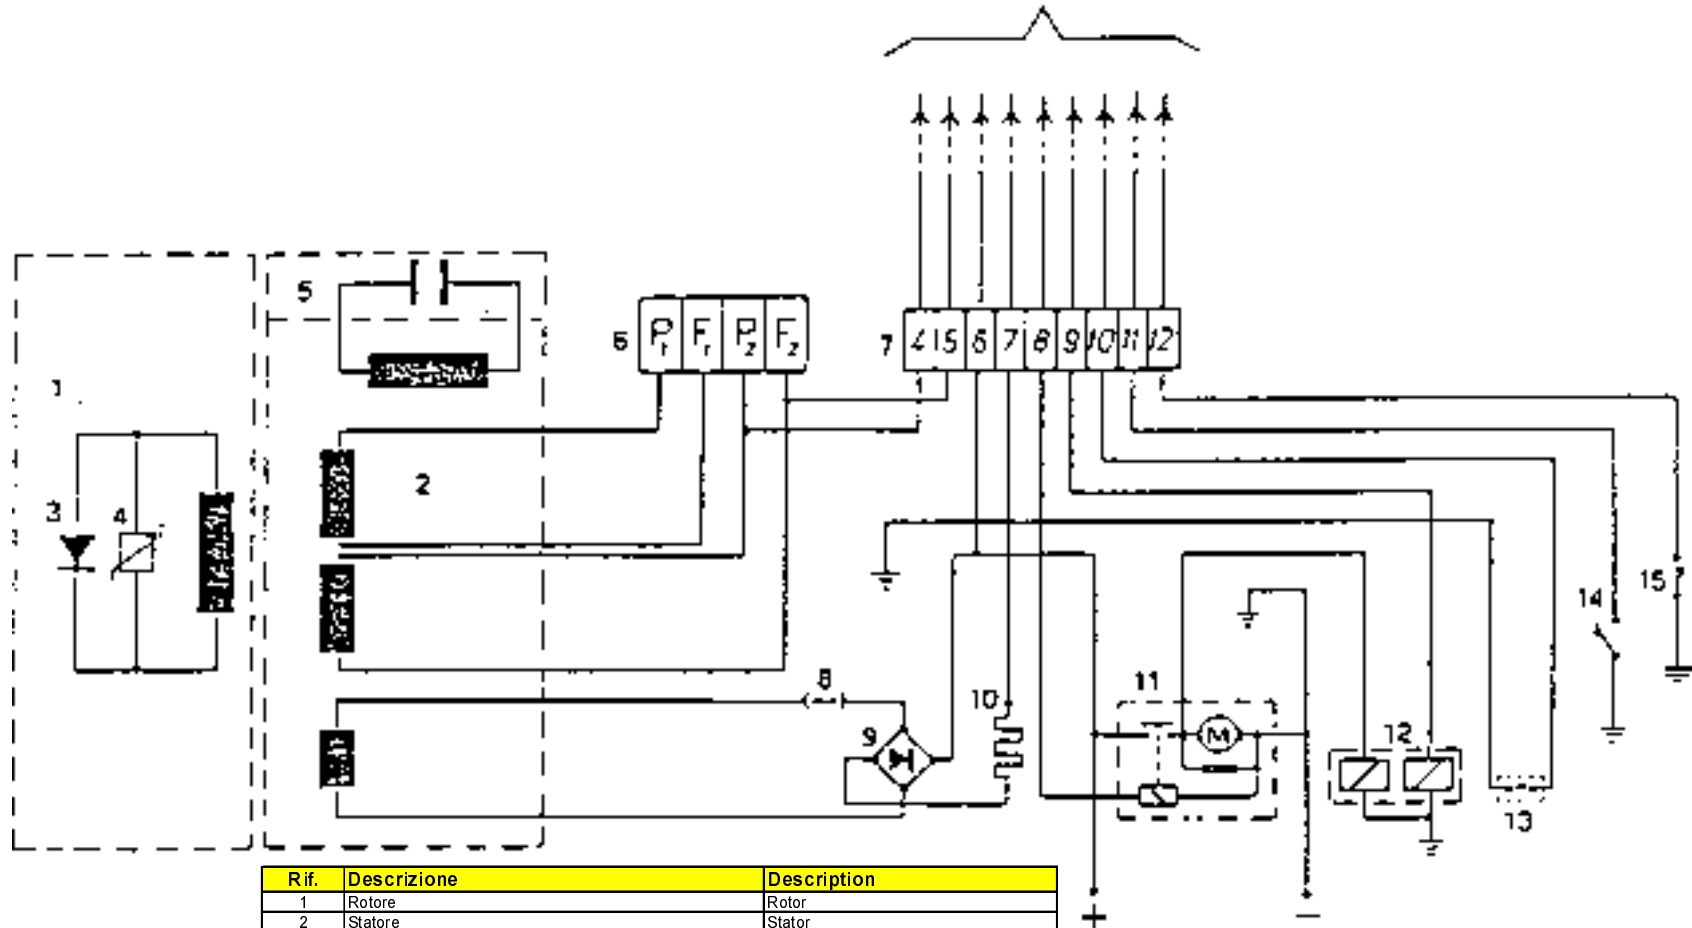 5
6 P1 F1 P2 F2
7 4 5 6 7 8 9 10 11 12
1
2
3 4
15
14
8
10
11
9
M
12
13
+ −
Rif. Descrizione Description
1 Rotore Rotor
2 Statore Stator